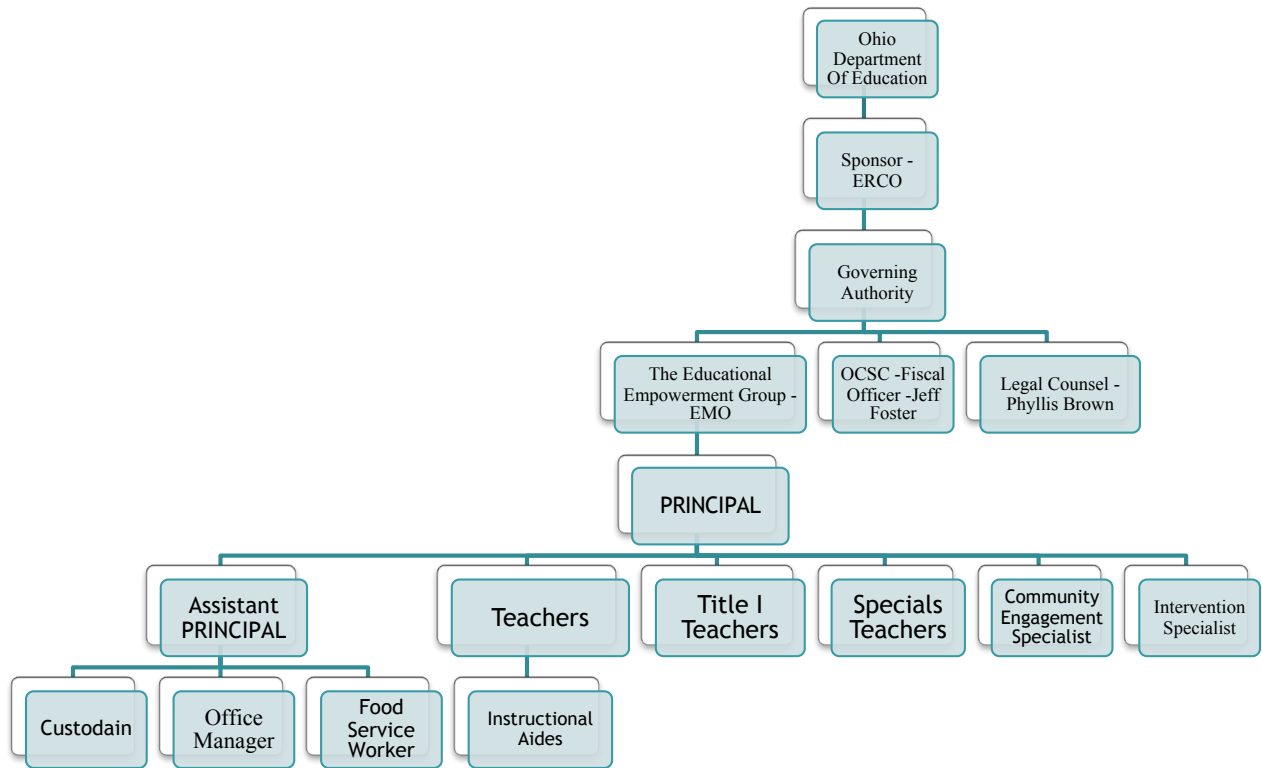 Ohio
Department
Of Education
Sponsor -
ERCO
Governing
Authority
The Educational
Empowerment Group -
EMO
OCSC -Fiscal
Officer -Jeff
Foster
Legal Counsel -
Phyllis Brown
PRINCIPAL
Assistant
PRINCIPAL
Teachers
Title I
Teachers
Specials
Teachers
Community
Engagement
Specialist
Intervention
Specialist
Custodain
Office
Manager
Food
Service
Worker
Instructional
Aides